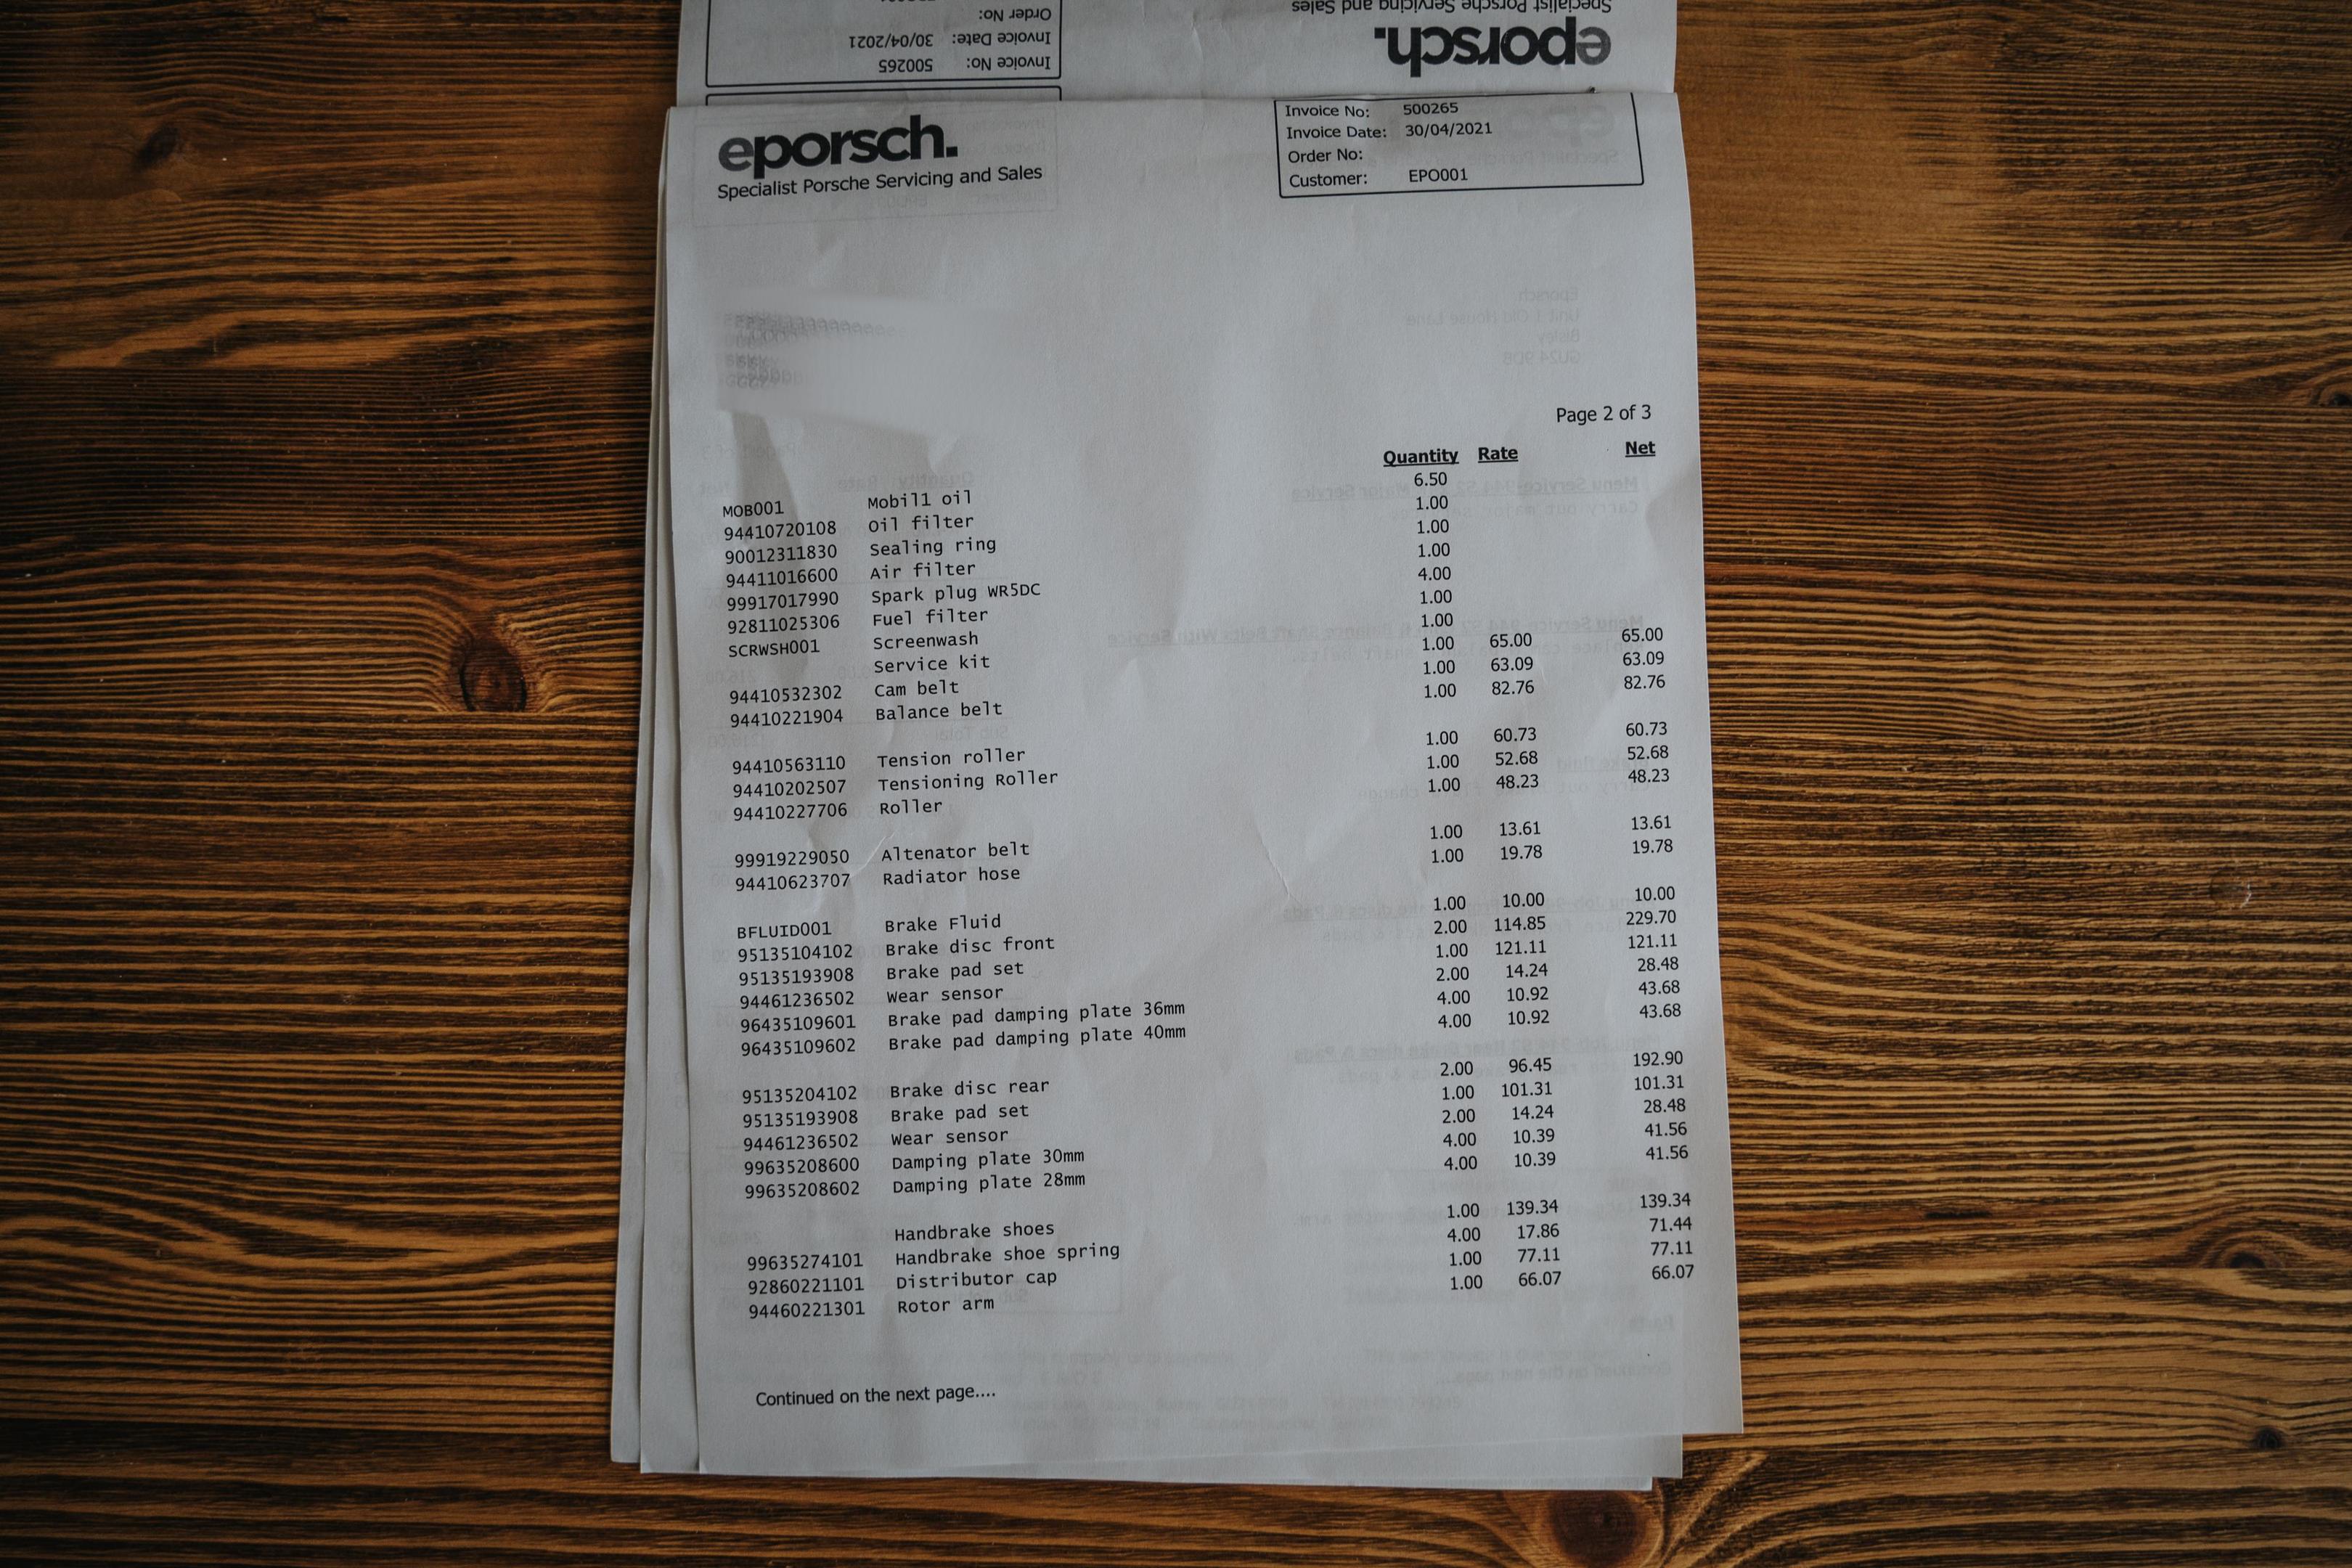 Specialist Porsche Servicing and Sales
eporsch.
Order No:
Invoice Date: 30/04/2021
Invoice No: 500265
eporsch.
Specialist Porsche Servicing and Sales
Invoice No: 500265
Invoice Date: 30/04/2021
Order No:
Customer: EPO001
Page 2 of 3
Quantity Rate Net
MOB001 Mobil1 oil 6.50
94410720108 Oil filter 1.00
90012311830 Sealing ring 1.00
94411016600 Air filter 1.00
99917017990 Spark plug WR5DC 4.00
92811025306 Fuel filter 1.00
SCRWSH001 Screenwash 1.00
Service kit 1.00 65.00 65.00
94410532302 Cam belt 1.00 63.09 63.09
94410221904 Balance belt 1.00 82.76 82.76
94410563110 Tension roller 1.00 60.73 60.73
94410202507 Tensioning Roller 1.00 52.68 52.68
94410227706 Roller 1.00 48.23 48.23
99919229050 Altenator belt 1.00 13.61 13.61
94410623707 Radiator hose 1.00 19.78 19.78
BFLUID001 Brake Fluid 1.00 10.00 10.00
95135104102 Brake disc front 2.00 114.85 229.70
95135193908 Brake pad set 1.00 121.11 121.11
94461236502 Wear sensor 2.00 14.24 28.48
96435109601 Brake pad damping plate 36mm 4.00 10.92 43.68
96435109602 Brake pad damping plate 40mm 4.00 10.92 43.68
95135204102 Brake disc rear 2.00 96.45 192.90
95135193908 Brake pad set 1.00 101.31 101.31
94461236502 Wear sensor 2.00 14.24 28.48
99635208600 Damping plate 30mm 4.00 10.39 41.56
99635208602 Damping plate 28mm 4.00 10.39 41.56
Handbrake shoes 1.00 139.34 139.34
99635274101 Handbrake shoe spring 4.00 17.86 71.44
92860221101 Distributor cap 1.00 77.11 77.11
94460221301 Rotor arm 1.00 66.07 66.07
Continued on the next page....